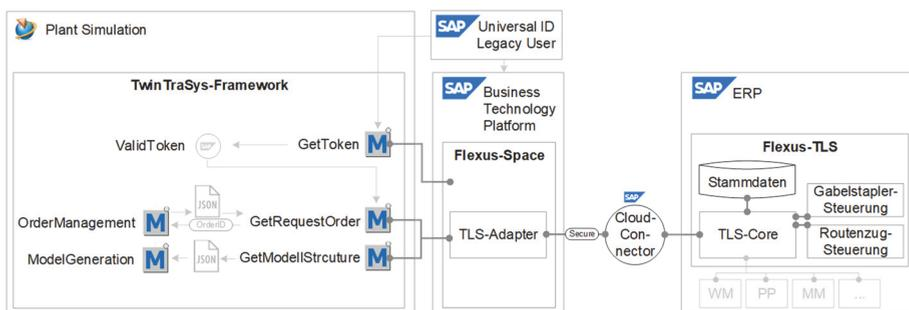 Plant Simulation
TwinTraSys-Framework
ValidToken
SAP
GetToken
M
JSON
OrderManagement
M
OrderID
GetRequestOrder
M
ModelGeneration
M
JSON
GetModellStrcuture
M
SAP
Universal ID
Legacy User
SAP
Business
Technology
Platform
Flexus-Space
TLS-Adapter
Secure
SAP
Cloud-
Con-
nector
SAP
ERP
Flexus-TLS
Stammdaten
TLS-Core
Gabelstapler-
Steuerung
Routenzug-
Steuerung
WM
PP
MM
...